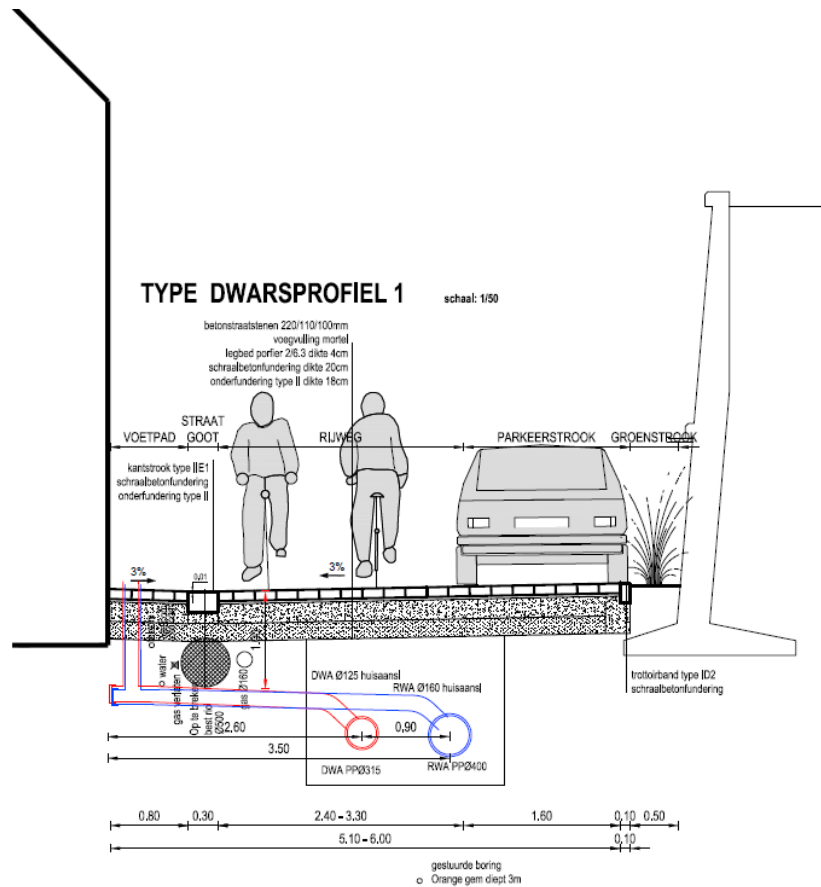 TYPE DWARSPROFIEL 1
schaal: 1/50
betonstraatstenen 220/110/100mm
voegvulling mortel
legbed porfier 2/6.3 dikte 4cm
schraalbetonfundering dikte 20cm
onderfundering type II dikte 18cm
VOETPAD
STRAAT
GOOT
RIJWEG
PARKEERSTROOK
GROENSTROOK
kantstrook type IIE1
schraalbetonfundering
onderfundering type II
3%
0,01
3%
water
gas verlaten
Op te breken
best riol
Ø500
gas Ø160
DWA Ø125 huisaansl
RWA Ø160 huisaansl
trottoirband type ID2
schraalbetonfundering
2.60
0,90
3.50
DWA PPØ315
RWA PPØ400
0.80
0.30
2.40 - 3.30
1.60
0,10
0.50
5.10 - 6.00
0,10
gestuurde boring
Orange gem diept 3m